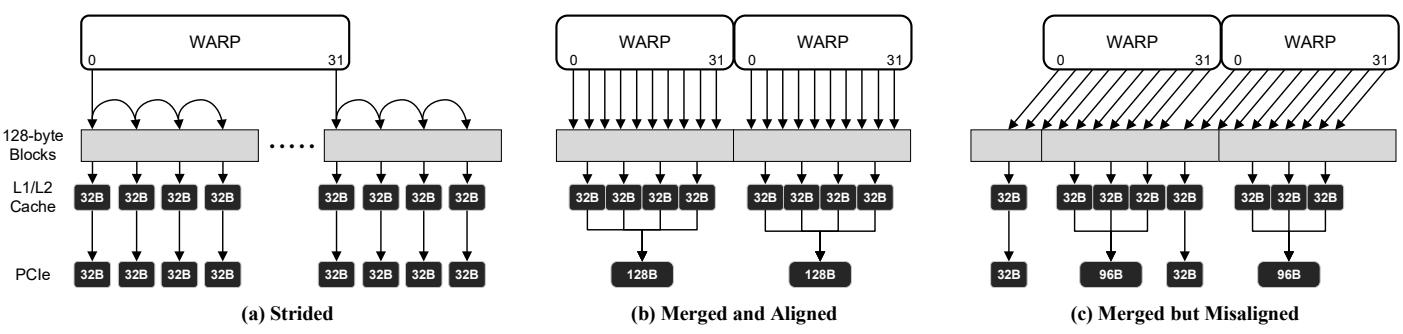 WARP
0 31
128-byte
Blocks
L1/L2
Cache
32B 32B 32B 32B 32B 32B 32B 32B
PCIe
32B 32B 32B 32B 32B 32B 32B 32B
(a) Strided
WARP WARP
0 31 0 31
32B 32B 32B 32B 32B 32B 32B 32B
128B 128B
(b) Merged and Aligned
WARP WARP
0 31 0 31
32B 32B 32B 32B 32B 32B 32B 32B
32B 96B 32B 96B
(c) Merged but Misaligned